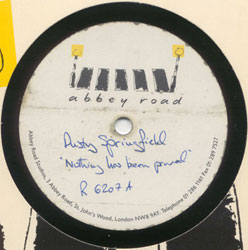 abbey road
Dusty Springfield
"Nothing has been proved"
R 6207 A
Abbey Road Studios, 3 Abbey Road, St. John's Wood, London NW8 9AY. Telephone 01-286 1161 Fax 01-289 7527